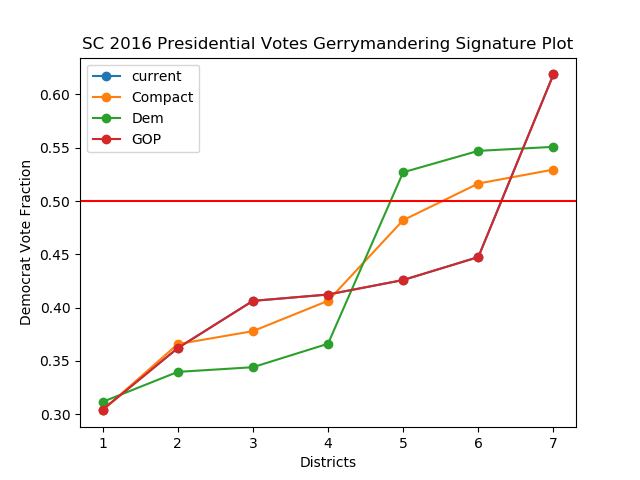 SC 2016 Presidential Votes Gerrymandering Signature Plot
current
Compact
Dem
GOP
Democrat Vote Fraction
0.60
0.55
0.50
0.45
0.40
0.35
0.30
1 2 3 4 5 6 7
Districts